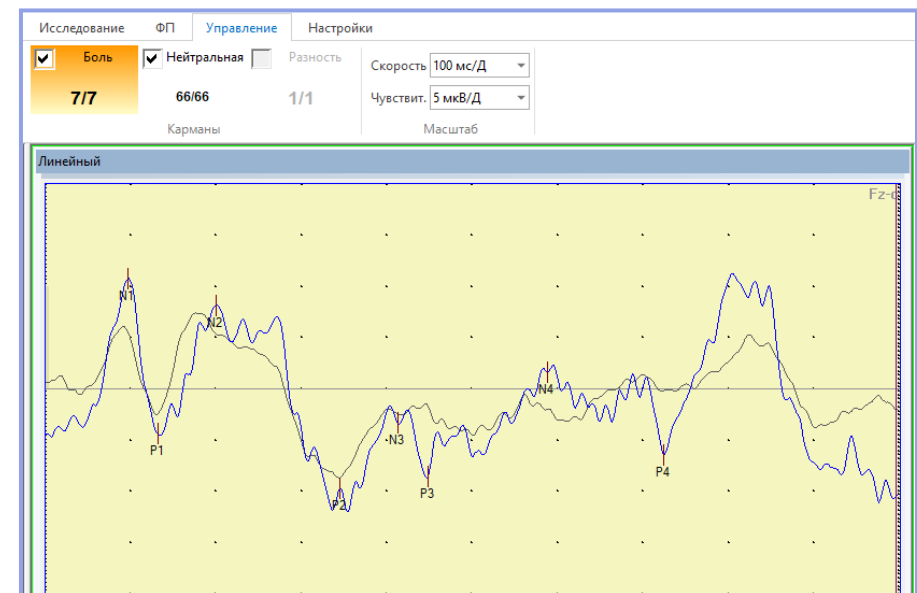 Исследование ФП Управление Настройки
Боль Нейтральная Разность
7/7 66/66 1/1
Скорость 100 мс/Д
Чувствит. 5 мкВ/Д
Карманы Масштаб
Линейный
N1
N2
P1
P2
N3
P3
N4
P4